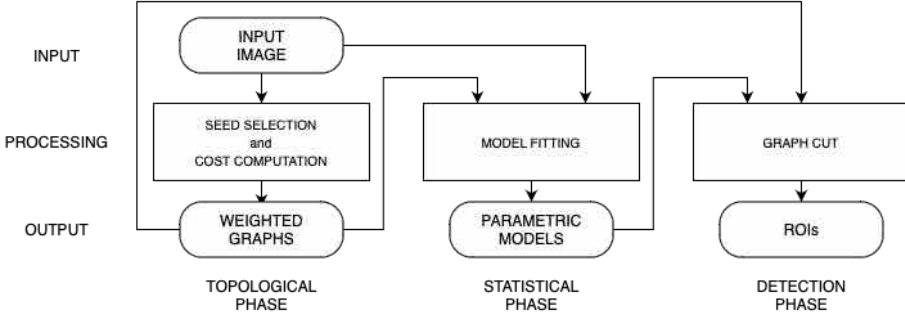 INPUT
INPUT
IMAGE
PROCESSING
SEED SELECTION
and
COST COMPUTATION
MODEL FITTING
GRAPH CUT
OUTPUT
WEIGHTED
GRAPHS
PARAMETRIC
MODELS
ROIs
TOPOLOGICAL
PHASE
STATISTICAL
PHASE
DETECTION
PHASE